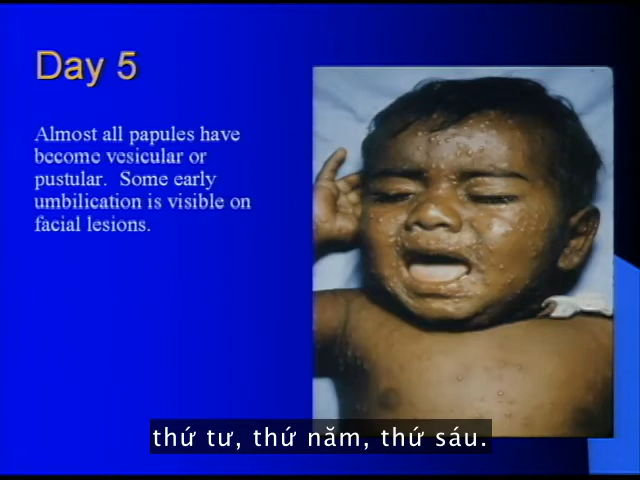 Day 5
Almost all papules have
become vesicular or
pustular. Some early
umbilication is visible on
facial lesions.
thứ tư, thứ năm, thứ sáu.